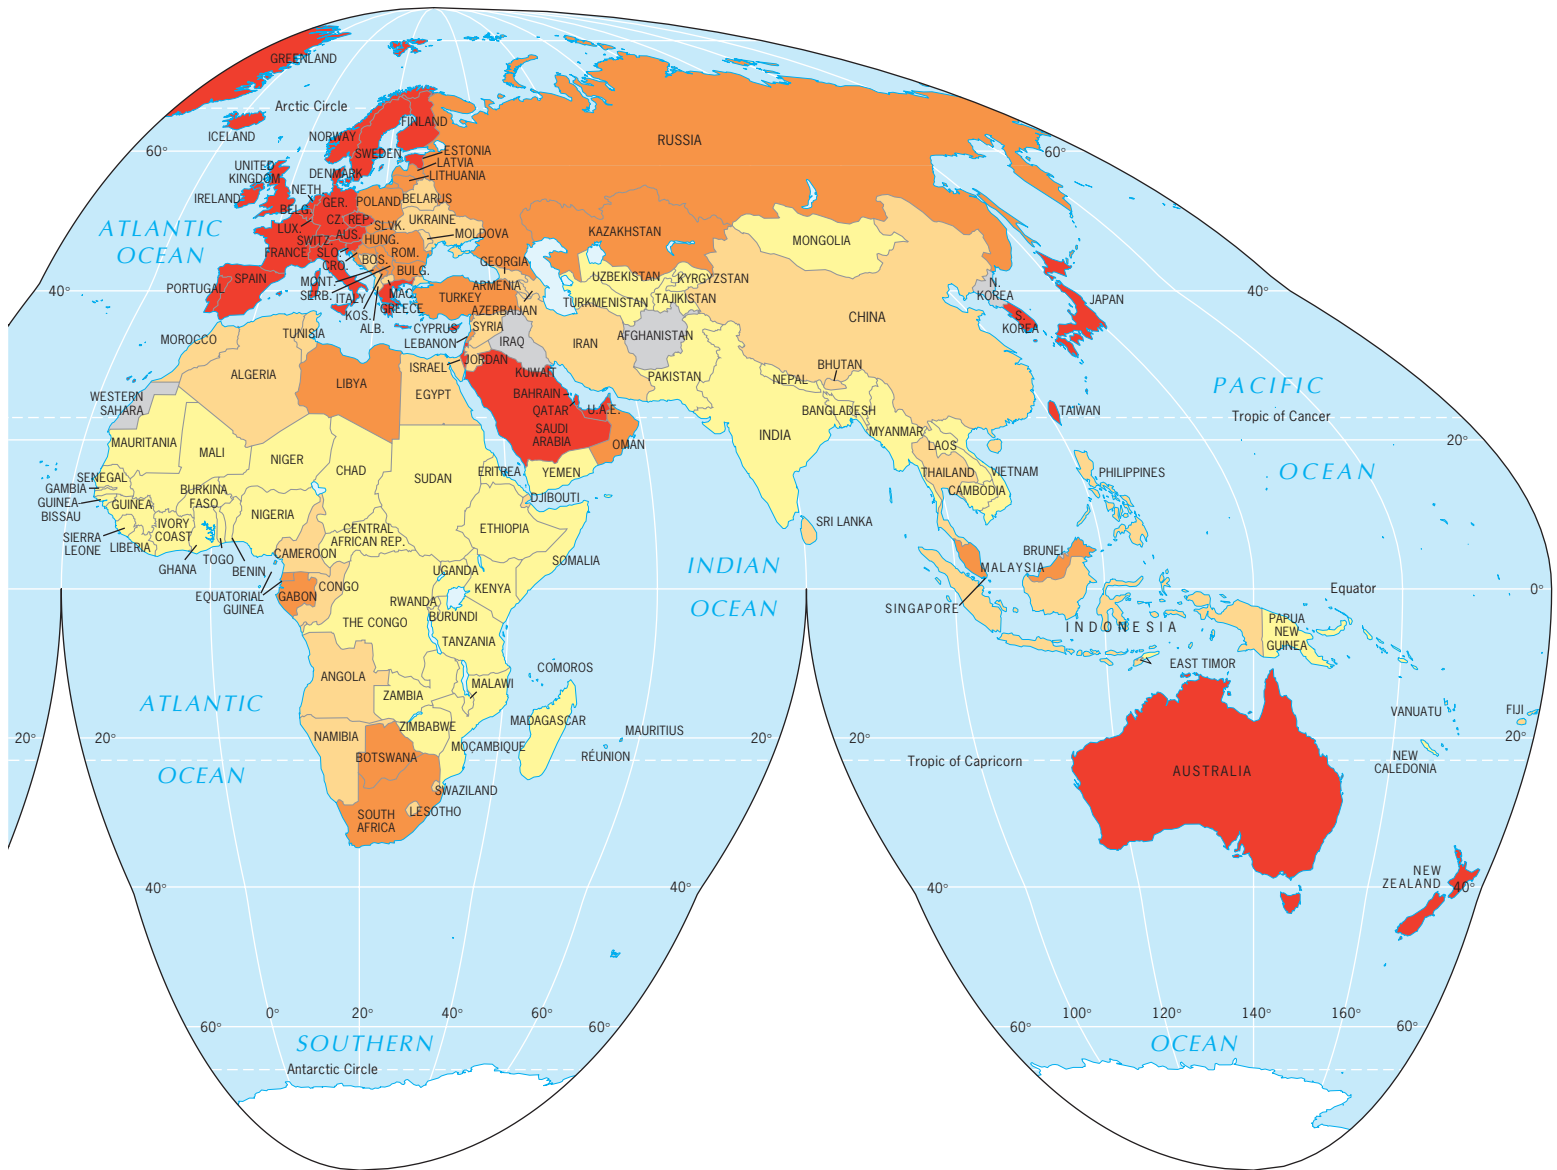 GREENLAND
Arctic Circle
ICELAND
FINLAND
NORWAY
SWEDEN
RUSSIA
60°
60°
ESTONIA
LATVIA
LITHUANIA
UNITED
KINGDOM
DENMARK
IRELAND
NETH
GER.
POLAND
BELARUS
BELG.
LUX.
CZ. REP.
SLVK.
UKRAINE
MOLDOVA
AUS.
HUNG.
SWITZ.
FRANCE
SLO.
CRO.
BOS.
ROM.
BULG.
MONT.
SERB.
ITALY
MAC.
GREECE
KOS.
ALB.
SPAIN
PORTUGAL
ATLANTIC
OCEAN
40°
40°
KAZAKHSTAN
MONGOLIA
GEORGIA
ARMENIA
AZERBAIJAN
TURKEY
UZBEKISTAN
KYRGYZSTAN
TURKMENISTAN
TAJIKISTAN
N.
KOREA
S.
KOREA
JAPAN
CHINA
CYPRUS
LEBANON
SYRIA
IRAQ
IRAN
AFGHANISTAN
ISRAEL
JORDAN
KUWAIT
BAHRAIN
QATAR
U.A.E.
SAUDI
ARABIA
OMAN
YEMEN
PAKISTAN
NEPAL
BHUTAN
BANGLADESH
INDIA
MYANMAR
LAOS
THAILAND
VIETNAM
CAMBODIA
TAIWAN
PHILIPPINES
SRI LANKA
PACIFIC
OCEAN
Tropic of Cancer
20°
MOROCCO
TUNISIA
ALGERIA
LIBYA
EGYPT
WESTERN
SAHARA
MAURITANIA
MALI
NIGER
CHAD
SUDAN
ERITREA
DJIBOUTI
SENEGAL
GAMBIA
GUINEA
BISSAU
GUINEA
BURKINA
FASO
NIGERIA
IVORY
COAST
SIERRA
LEONE
LIBERIA
GHANA
TOGO
BENIN
CENTRAL
AFRICAN REP.
CAMEROON
ETHIOPIA
SOMALIA
UGANDA
KENYA
EQUATORIAL
GUINEA
GABON
CONGO
RWANDA
BURUNDI
THE CONGO
TANZANIA
INDIAN
OCEAN
BRUNEI
MALAYSIA
SINGAPORE
INDONESIA
Equator
0°
PAPUA
NEW
GUINEA
EAST TIMOR
COMOROS
ANGOLA
ZAMBIA
MALAWI
MADAGASCAR
MAURITIUS
RÉUNION
ZIMBABWE
MOÇAMBIQUE
NAMIBIA
BOTSWANA
SWAZILAND
LESOTHO
SOUTH
AFRICA
ATLANTIC
OCEAN
20°
20°
20°
20°
20°
Tropic of Capricorn
VANUATU
FIJI
NEW
CALEDONIA
AUSTRALIA
NEW
ZEALAND
40°
40°
40°
40°
0°
20°
40°
60°
60°
60°
60°
100°
120°
140°
160°
60°
SOUTHERN
OCEAN
Antarctic Circle